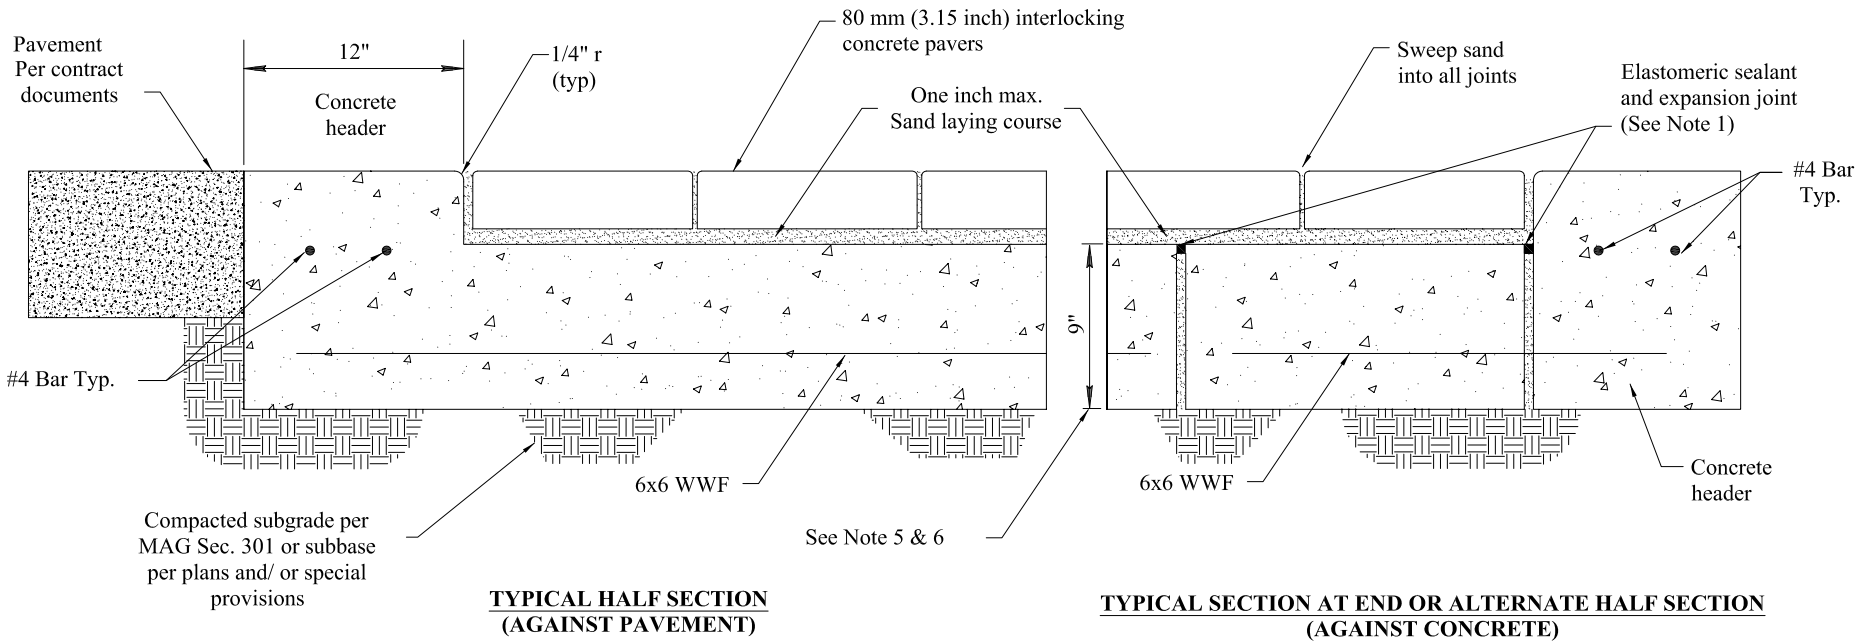 Pavement
Per contract
documents
12"
Concrete
header
1/4" r
(typ)
80 mm (3.15 inch) interlocking
concrete pavers
One inch max.
Sand laying course
Sweep sand
into all joints
Elastomeric sealant
and expansion joint
(See Note 1)
#4 Bar
Typ.
9"
#4 Bar Typ.
6x6 WWF
6x6 WWF
Concrete
header
Compacted subgrade per
MAG Sec. 301 or subbase
per plans and/ or special
provisions
See Note 5 & 6
TYPICAL HALF SECTION
(AGAINST PAVEMENT)
TYPICAL SECTION AT END OR ALTERNATE HALF SECTION
(AGAINST CONCRETE)